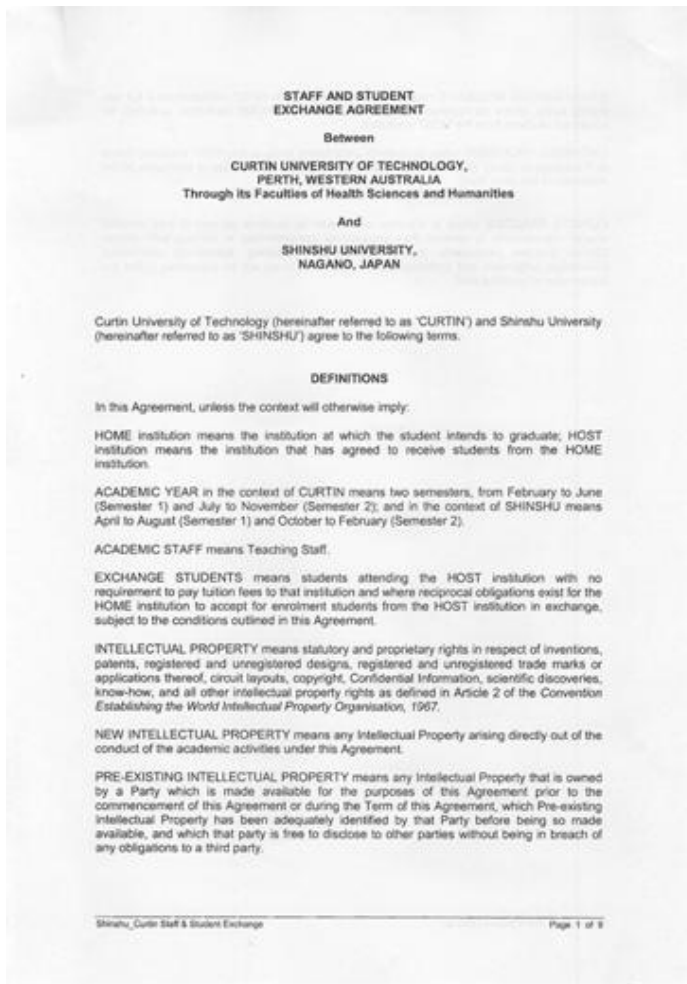 STAFF AND STUDENT
EXCHANGE AGREEMENT
Between
CURTIN UNIVERSITY OF TECHNOLOGY,
PERTH, WESTERN AUSTRALIA
Through its Faculties of Health Sciences and Humanities
And
SHINSHU UNIVERSITY,
NAGANO, JAPAN
Curtin University of Technology (hereinafter referred to as 'CURTIN') and Shinshu University
(hereinafter referred to as 'SHINSHU') agree to the following terms.
DEFINITIONS
In this Agreement, unless the context will otherwise imply:
HOME institution means the institution at which the student intends to graduate; HOST
institution means the institution that has agreed to receive students from the HOME
institution.
ACADEMIC YEAR in the context of CURTIN means two semesters, from February to June
(Semester 1) and July to November (Semester 2); and in the context of SHINSHU means
April to August (Semester 1) and October to February (Semester 2).
ACADEMIC STAFF means Teaching Staff.
EXCHANGE STUDENTS means students attending the HOST institution with no
requirement to pay tuition fees to that institution and where reciprocal obligations exist for the
HOME institution to accept for enrolment students from the HOST institution in exchange,
subject to the conditions outlined in this Agreement.
INTELLECTUAL PROPERTY means statutory and proprietary rights in respect of inventions,
patents, registered and unregistered designs, registered and unregistered trade marks or
applications thereof, circuit layouts, copyright, Confidential Information, scientific discoveries,
know-how, and all other intellectual property rights as defined in Article 2 of the Convention
Establishing the World Intellectual Property Organisation, 1967.
NEW INTELLECTUAL PROPERTY means any Intellectual Property arising directly out of the
conduct of the academic activities under this Agreement.
PRE-EXISTING INTELLECTUAL PROPERTY means any Intellectual Property that is owned
by a Party which is made available for the purposes of this Agreement prior to the
commencement of this Agreement or during the Term of this Agreement, which Pre-existing
Intellectual Property has been adequately identified by that Party before being so made
available, and which that party is free to disclose to other parties without being in breach of
any obligations to a third party.
Shinshu_Curtin Staff & Student Exchange
Page 1 of 9